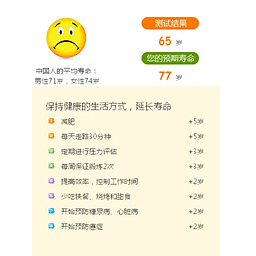 测试结果
65 岁
您的预期寿命
77 岁
中国人的平均寿命：
男性71岁，女性74岁
保持健康的生活方式，延长寿命
减肥 +5岁
每天走路30分钟 +5岁
定期进行压力评估 +3岁
每周保证锻炼2次 +3岁
提高效率，控制工作时间 +2岁
少吃快餐、烧烤和甜食 +2岁
开始预防糖尿病、心脏病 +2岁
开始预防癌症 +2岁